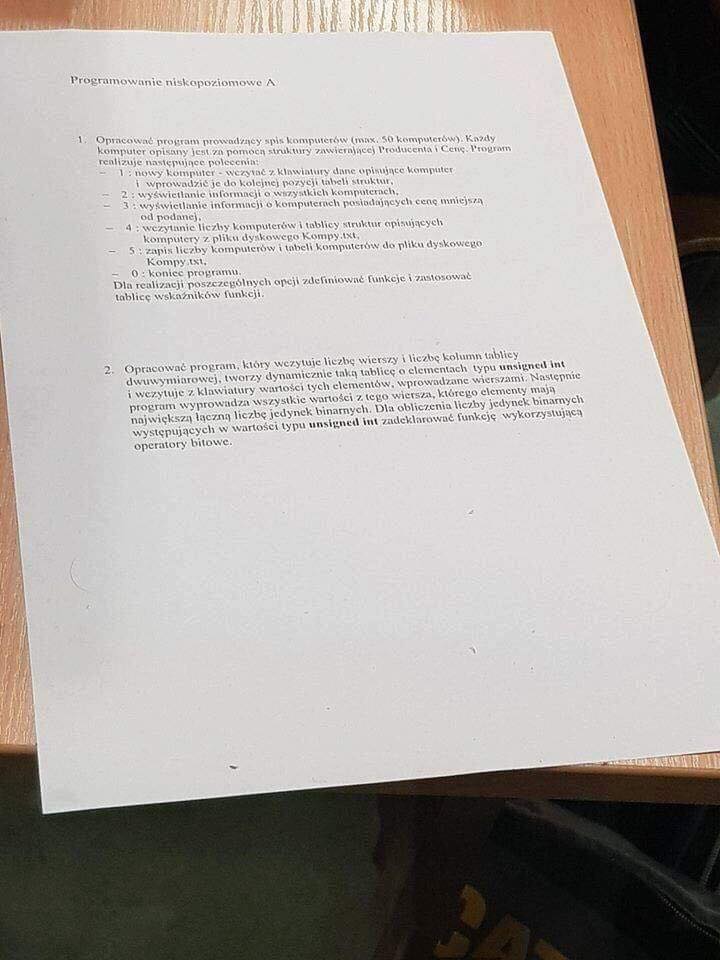 Programowanie niskopoziomowe A
1. Opracować program prowadzący spis komputerów (max. 50 komputerów). Każdy
komputer opisany jest za pomocą struktury zawierającej Producenta i Cenę. Program
realizuje następujące polecenia:
– 1 : nowy komputer - wczytać z klawiatury dane opisujące komputer
i wprowadzić je do kolejnej pozycji tabeli struktur,
– 2 : wyświetlanie informacji o wszystkich komputerach,
– 3 : wyświetlanie informacji o komputerach posiadających cenę mniejszą
od podanej,
– 4 : wczytanie liczby komputerów i tablicy struktur opisujących
komputery z pliku dyskowego Kompy.txt,
– 5 : zapis liczby komputerów i tabeli komputerów do pliku dyskowego
Kompy.txt,
– 0 : koniec programu.
Dla realizacji poszczególnych opcji zdefiniować funkcje i zastosować
tablicę wskaźników funkcji.
2. Opracować program, który wczytuje liczbę wierszy i liczbę kolumn tablicy
dwuwymiarowej, tworzy dynamicznie taką tablicę o elementach typu unsigned int
i wczytuje z klawiatury wartości tych elementów, wprowadzane wierszami. Następnie
program wyprowadza wszystkie wartości z tego wiersza, którego elementy mają
największą łączną liczbę jedynek binarnych. Dla obliczenia liczby jedynek binarnych
występujących w wartości typu unsigned int zadeklarować funkcję wykorzystującą
operatory bitowe.
CAT